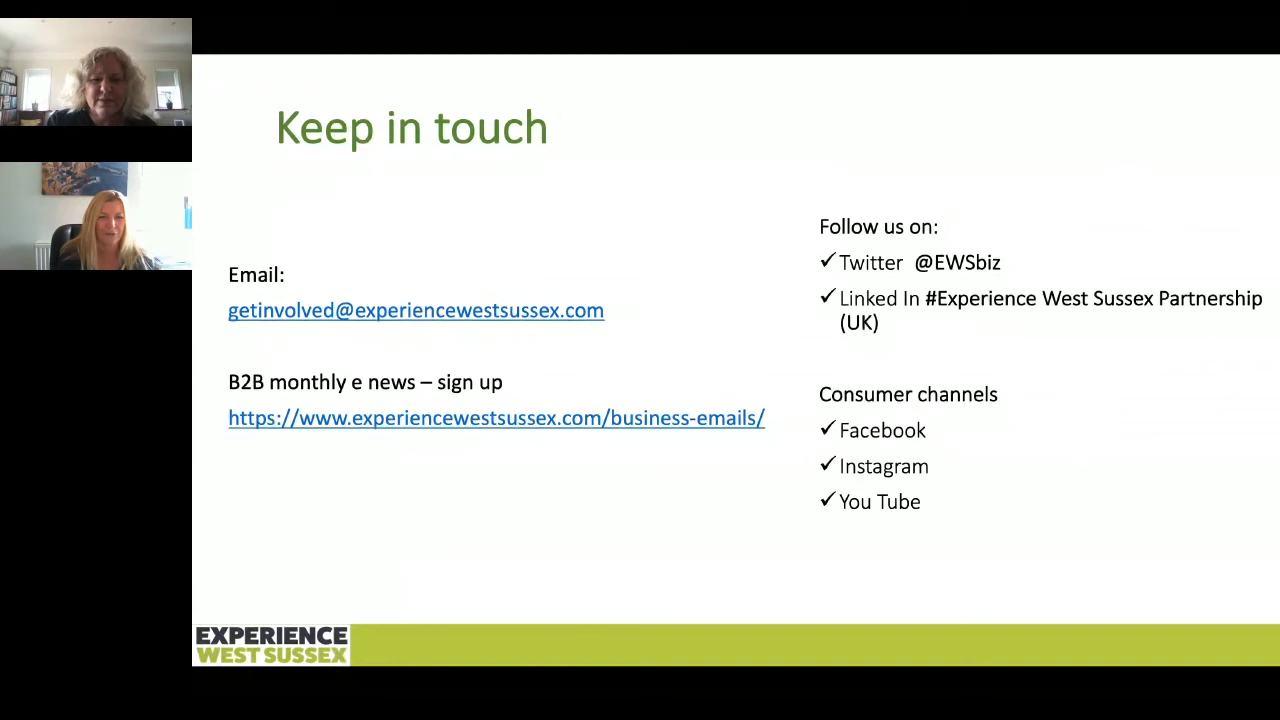 Keep in touch
Email:
getinvolved@experiencewestsussex.com
B2B monthly e news – sign up
https://www.experiencewestsussex.com/business-emails/
Follow us on:
✓ Twitter @EWSbiz
✓ Linked In #Experience West Sussex Partnership
(UK)
Consumer channels
✓ Facebook
✓ Instagram
✓ You Tube
EXPERIENCE
WEST SUSSEX